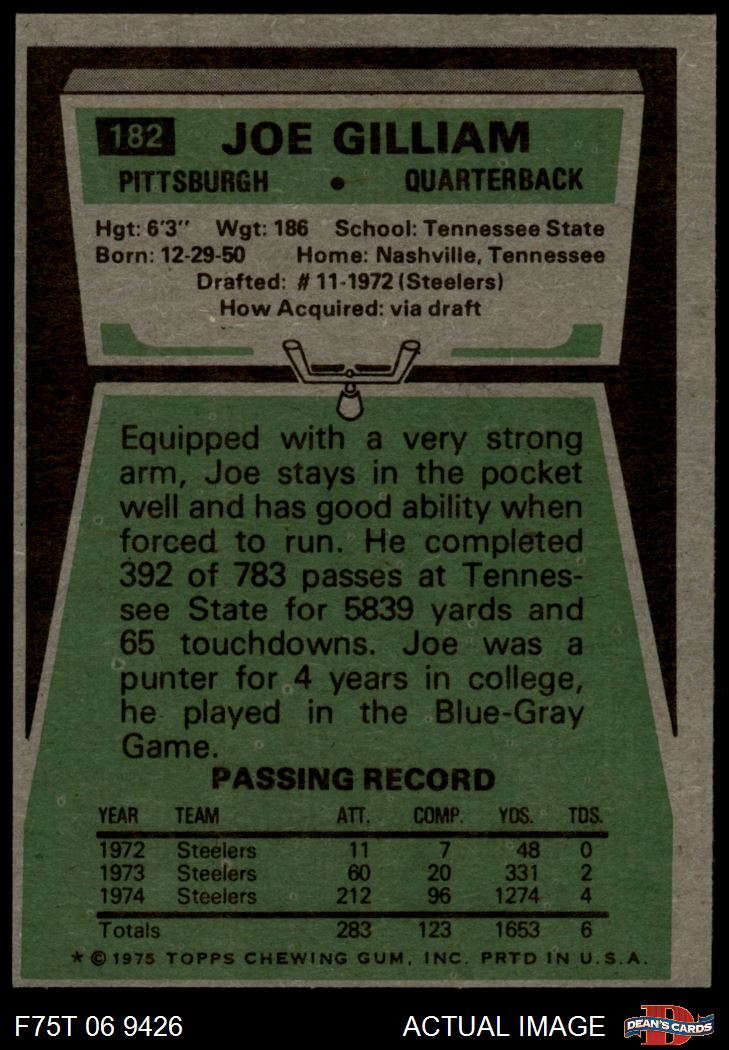 182 JOE GILLIAM
PITTSBURGH • QUARTERBACK
Hgt: 6'3" Wgt: 186 School: Tennessee State
Born: 12-29-50 Home: Nashville, Tennessee
Drafted: # 11-1972 (Steelers)
How Acquired: via draft
Equipped with a very strong
arm, Joe stays in the pocket
well and has good ability when
forced to run. He completed
392 of 783 passes at Tennes-
see State for 5839 yards and
65 touchdowns. Joe was a
punter for 4 years in college,
he played in the Blue-Gray
Game.
PASSING RECORD
YEAR TEAM ATT. COMP. YDS. TDS.
1972 Steelers 11 7 48 0
1973 Steelers 60 20 331 2
1974 Steelers 212 96 1274 4
Totals 283 123 1653 6
* © 1975 TOPPS CHEWING GUM, INC. PRTD IN U.S.A.
F75T 06 9426 ACTUAL IMAGE DEAN'S CARDS